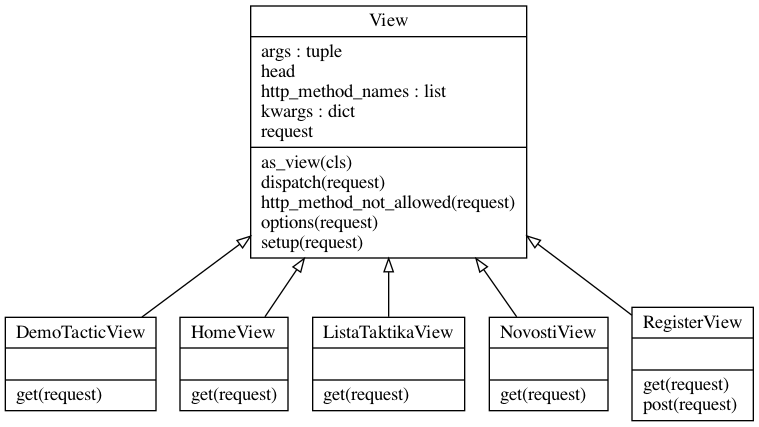 View
args : tuple
head
http_method_names : list
kwargs : dict
request
as_view(cls)
dispatch(request)
http_method_not_allowed(request)
options(request)
setup(request)
DemoTacticView
get(request)
HomeView
get(request)
ListaTaktikaView
get(request)
NovostiView
get(request)
RegisterView
get(request)
post(request)